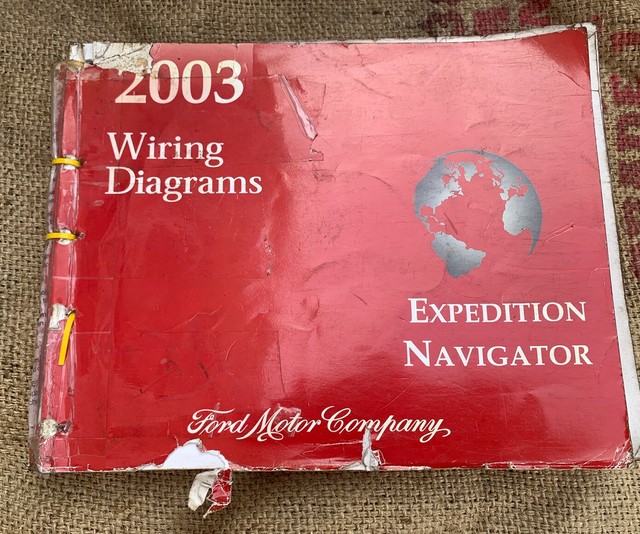 2003
Wiring
Diagrams
EXPEDITION
NAVIGATOR
Ford Motor Company